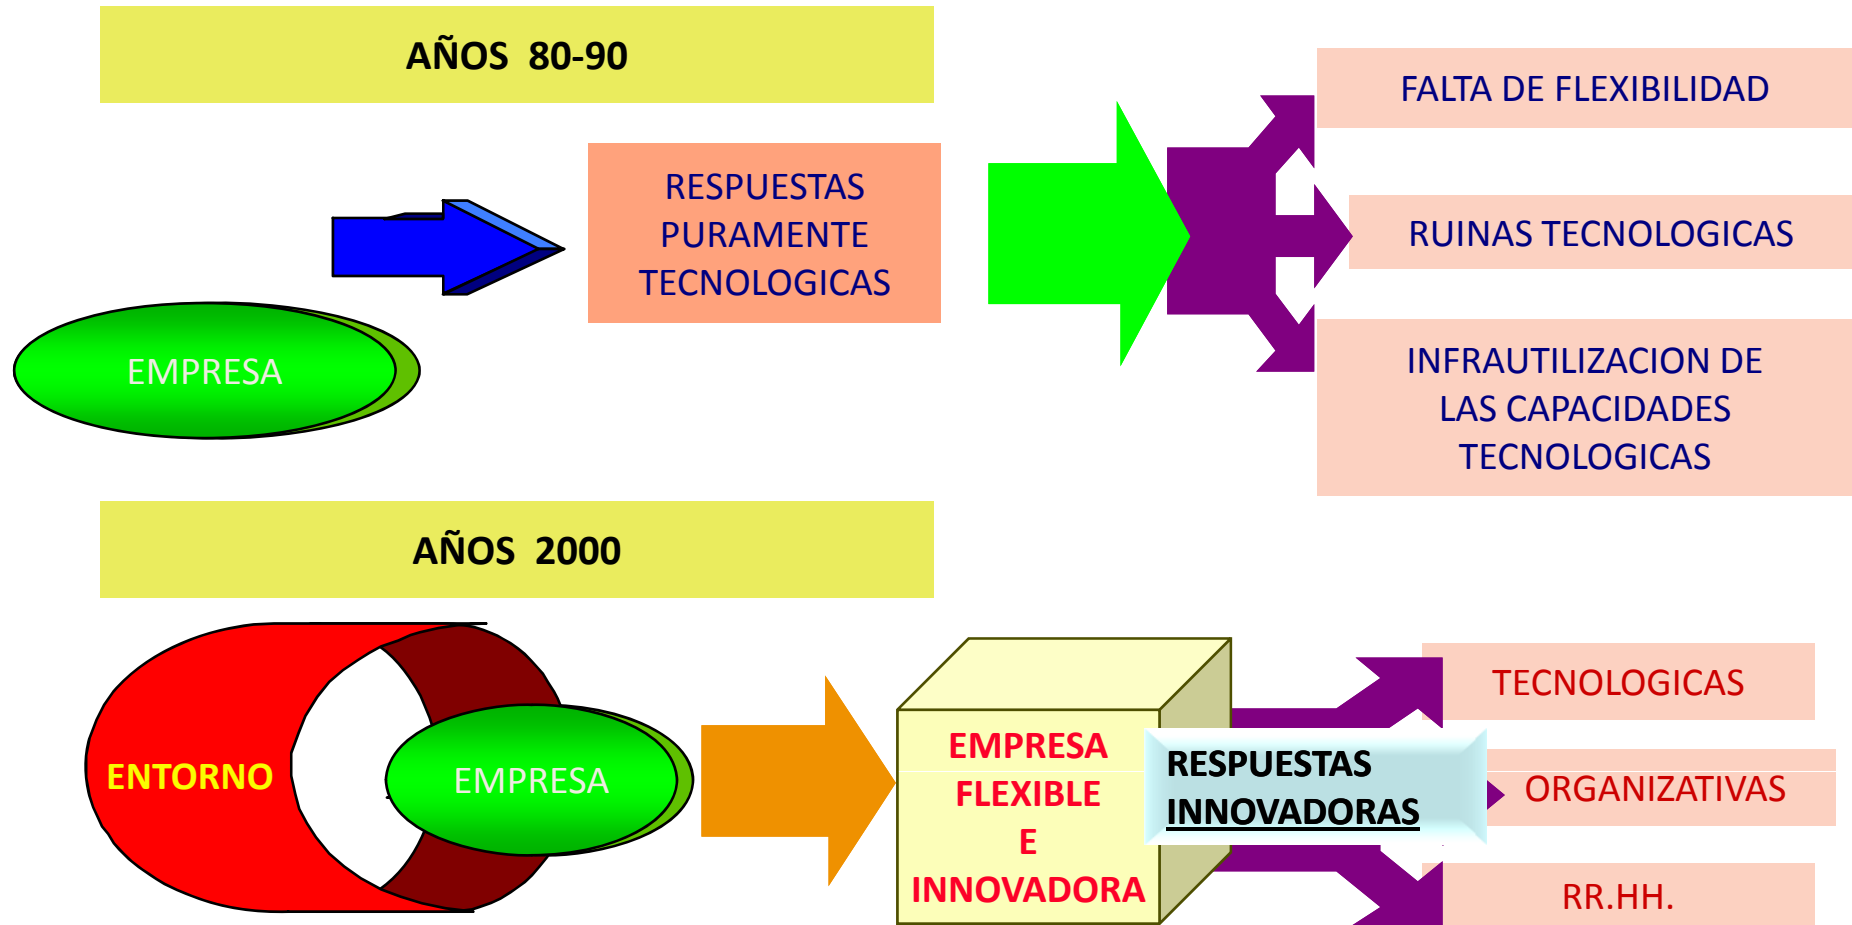 AÑOS 80-90
EMPRESA
RESPUESTAS
PURAMENTE
TECNOLOGICAS
FALTA DE FLEXIBILIDAD
RUINAS TECNOLOGICAS
INFRAUTILIZACION DE
LAS CAPACIDADES
TECNOLOGICAS
AÑOS 2000
ENTORNO
EMPRESA
EMPRESA
FLEXIBLE
E
INNOVADORA
RESPUESTAS
INNOVADORAS
TECNOLOGICAS
ORGANIZATIVAS
RR.HH.